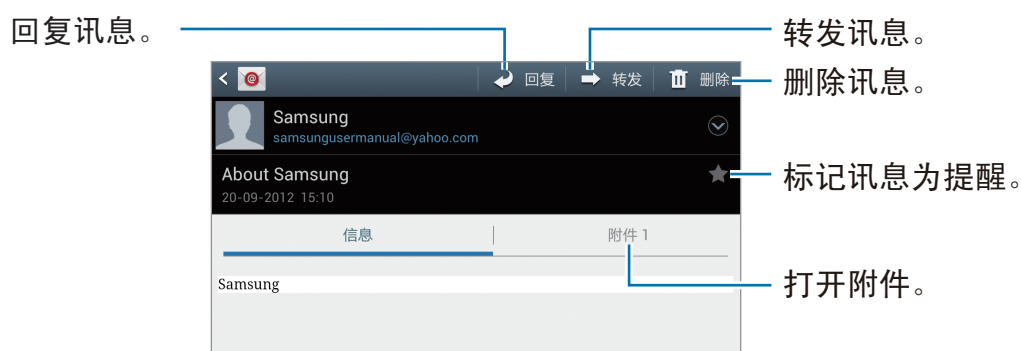 回复讯息。
转发讯息。
回复 转发 删除
删除讯息。
Samsung
samsungusermanual@yahoo.com
About Samsung
标记讯息为提醒。
20-09-2012 15:10
信息 附件 1
Samsung
打开附件。